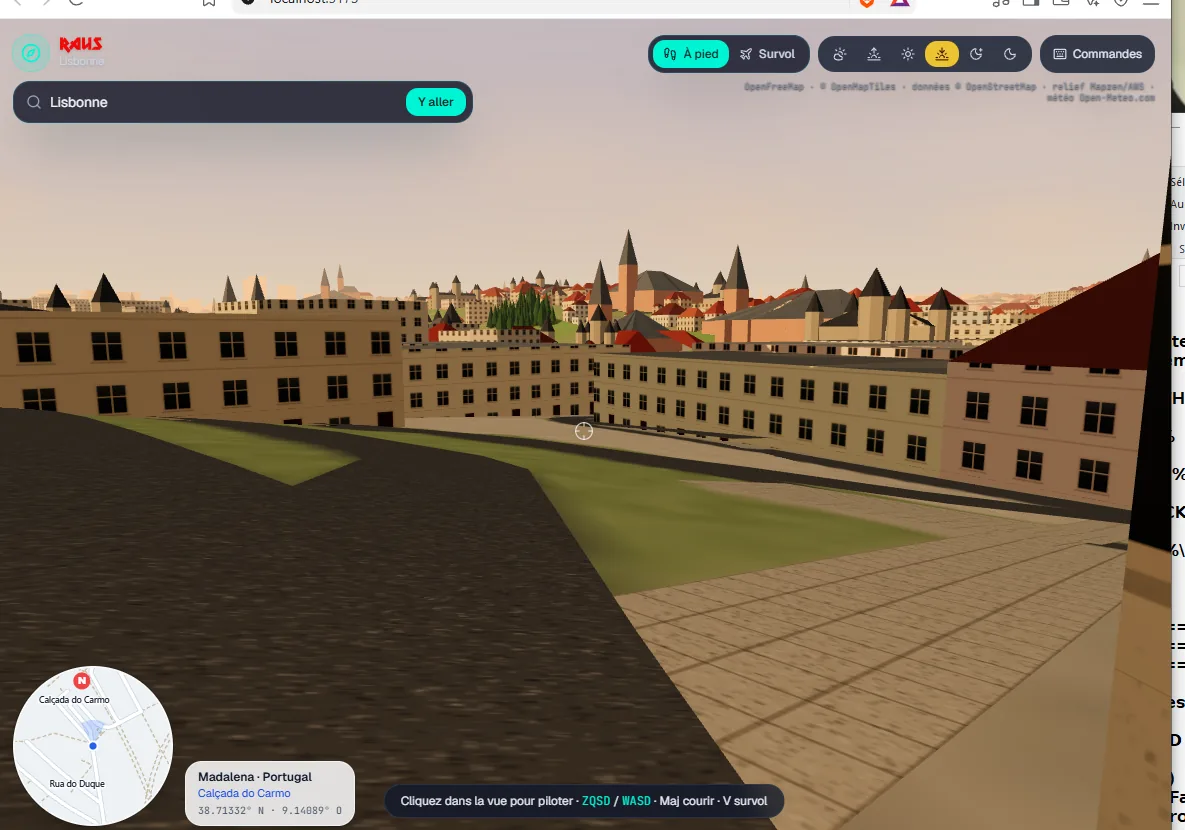 RAUS
Lisbonne
Lisbonne
Y aller
À pied
Survol
Commandes
OpenFreeMap · © OpenMapTiles · données © OpenStreetMap · relief Mapzen/AWS ·
météo Open-Meteo.com
N
Calçada do Carmo
Rua do Duque
Madalena · Portugal
Calçada do Carmo
38.71332° N · 9.14089° O
Cliquez dans la vue pour piloter · ZQSD / WASD · Maj courir · V survol